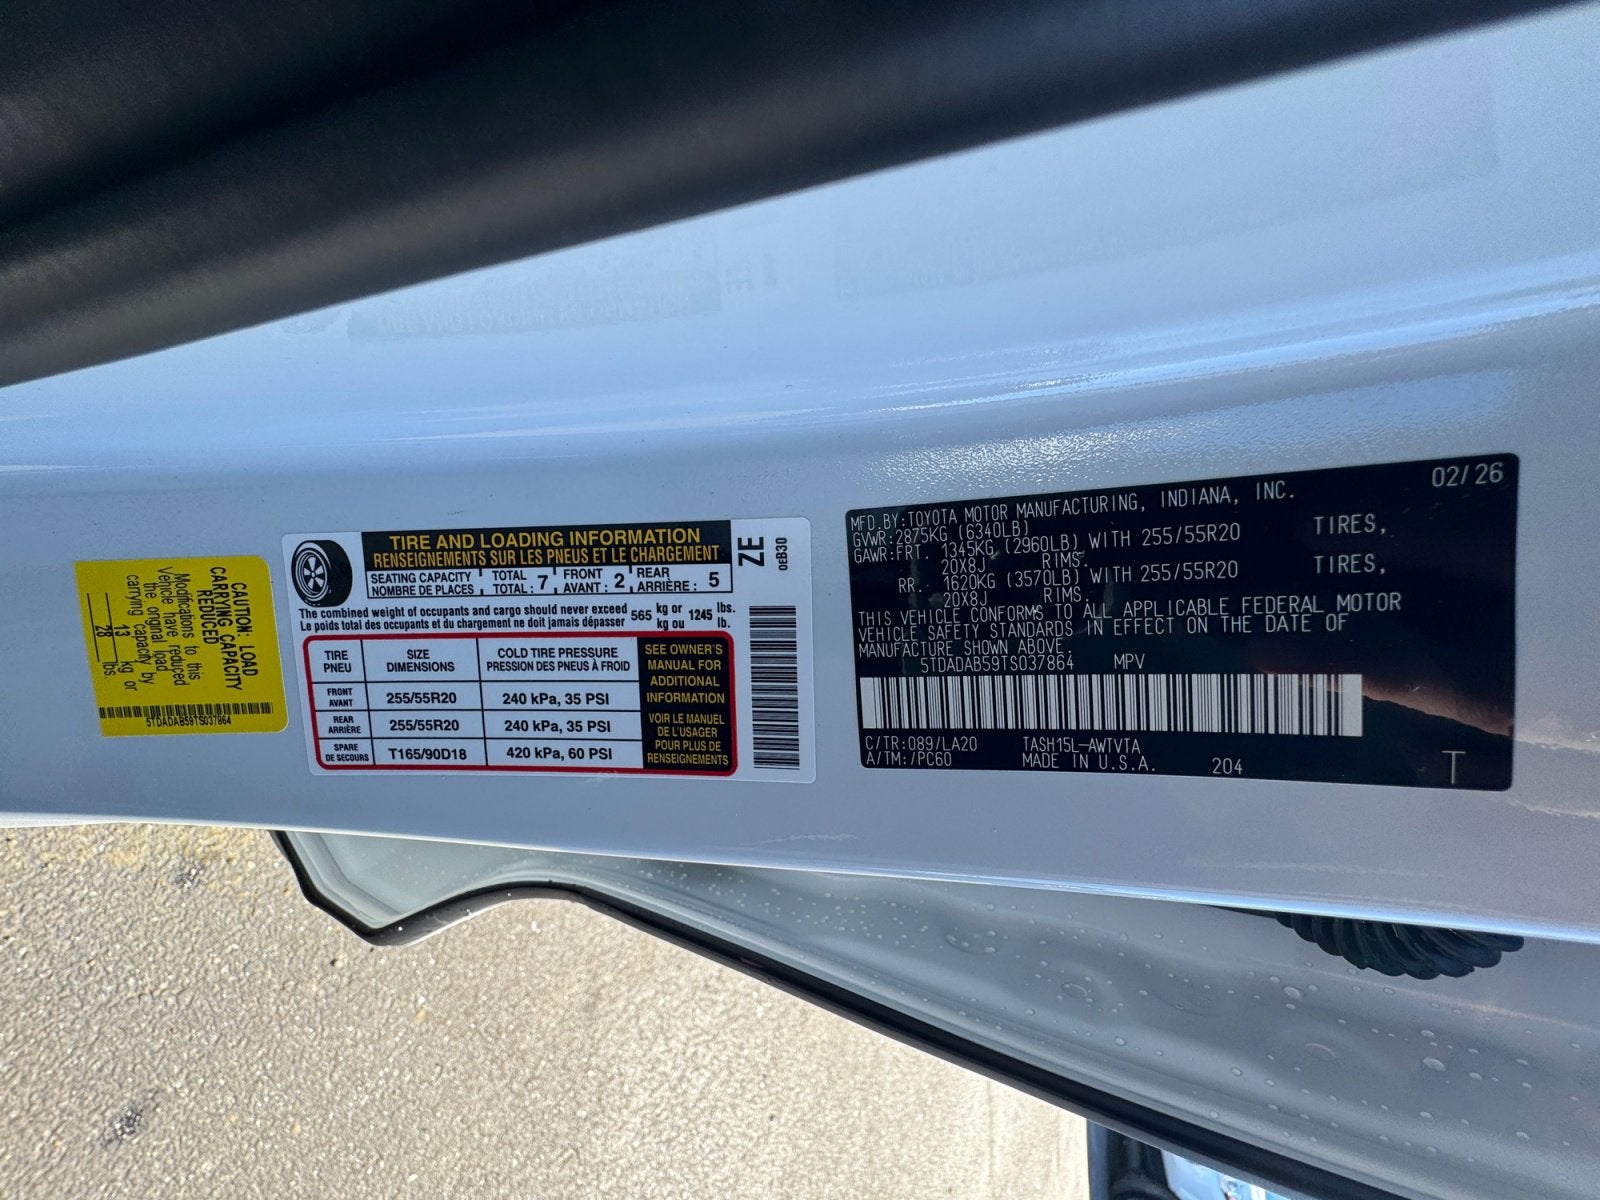 CAUTION: LOAD
CARRYING CAPACITY
REDUCED
Modifications to this
Vehicle have reduced
the original load
carrying capacity by
13 kg or
28 lbs.
5TDADAB59TS037864
TIRE AND LOADING INFORMATION
RENSEIGNEMENTS SUR LES PNEUS ET LE CHARGEMENT
SEATING CAPACITY TOTAL FRONT REAR
NOMBRE DE PLACES TOTAL : 7 AVANT : 2 ARRIÈRE : 5
The combined weight of occupants and cargo should never exceed 565 kg or 1245 lbs.
Le poids total des occupants et du chargement ne doit jamais dépasser kg ou lb.
TIRE SIZE COLD TIRE PRESSURE
PNEU DIMENSIONS PRESSION DES PNEUS À FROID
FRONT
AVANT 255/55R20 240 kPa, 35 PSI
REAR
ARRIÈRE 255/55R20 240 kPa, 35 PSI
SPARE
DE SECOURS T165/90D18 420 kPa, 60 PSI
SEE OWNER'S
MANUAL FOR
ADDITIONAL
INFORMATION
VOIR LE MANUEL
DE L'USAGER
POUR PLUS DE
RENSEIGNEMENTS
ZE
0EB30
02/26
MFD.BY:TOYOTA MOTOR MANUFACTURING, INDIANA, INC.
GVWR:2875KG (6340LB)
GAWR:FRT. 1345KG (2960LB) WITH 255/55R20 TIRES,
20X8J RIMS.
RR. 1620KG (3570LB) WITH 255/55R20 TIRES,
20X8J RIMS.
THIS VEHICLE CONFORMS TO ALL APPLICABLE FEDERAL MOTOR
VEHICLE SAFETY STANDARDS IN EFFECT ON THE DATE OF
MANUFACTURE SHOWN ABOVE.
5TDADAB59TS037864 MPV
C/TR:089/LA20 TASH15L-AWTVTA
A/TM:/PC60 MADE IN U.S.A. 204
T